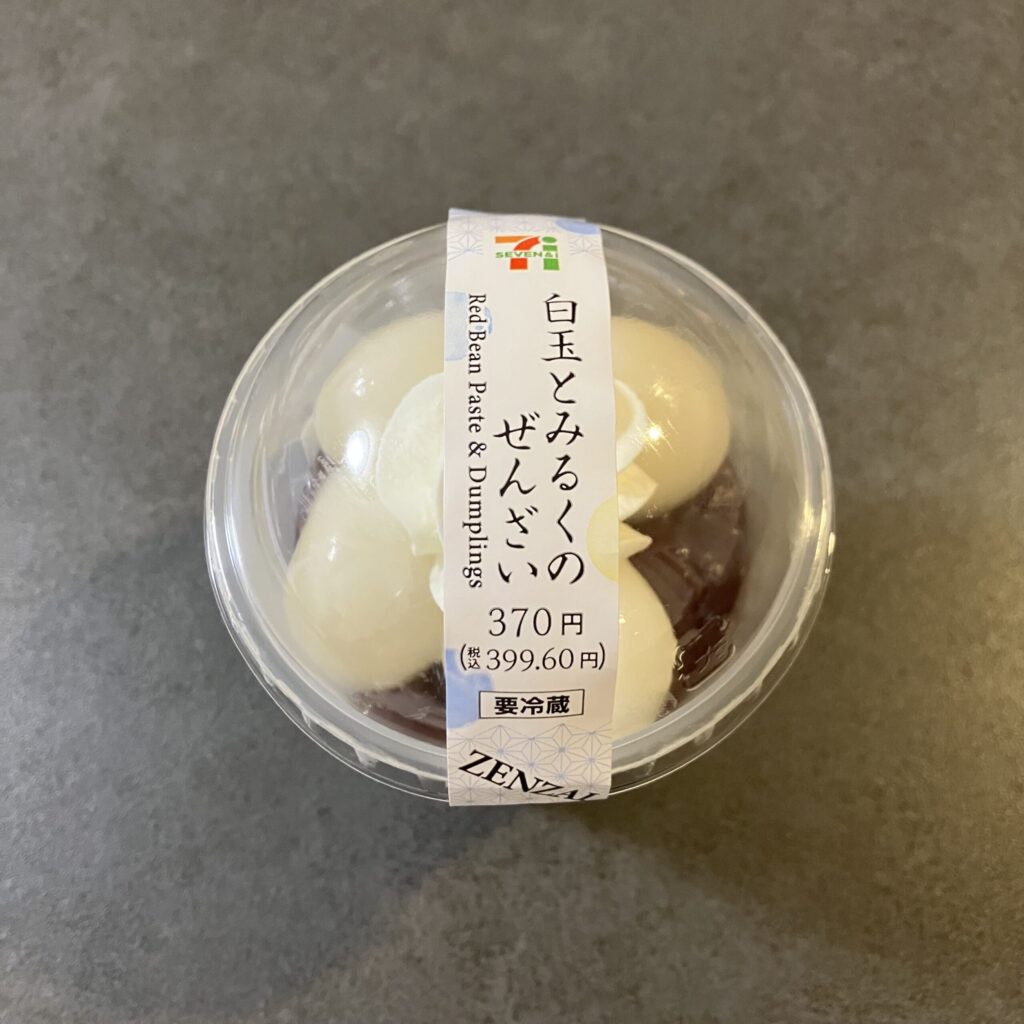 SEVEN&i
白玉とみるくの
ぜんざい
Red Bean Paste & Dumplings
370円
(税込399.60円)
要冷蔵
ZENZAI